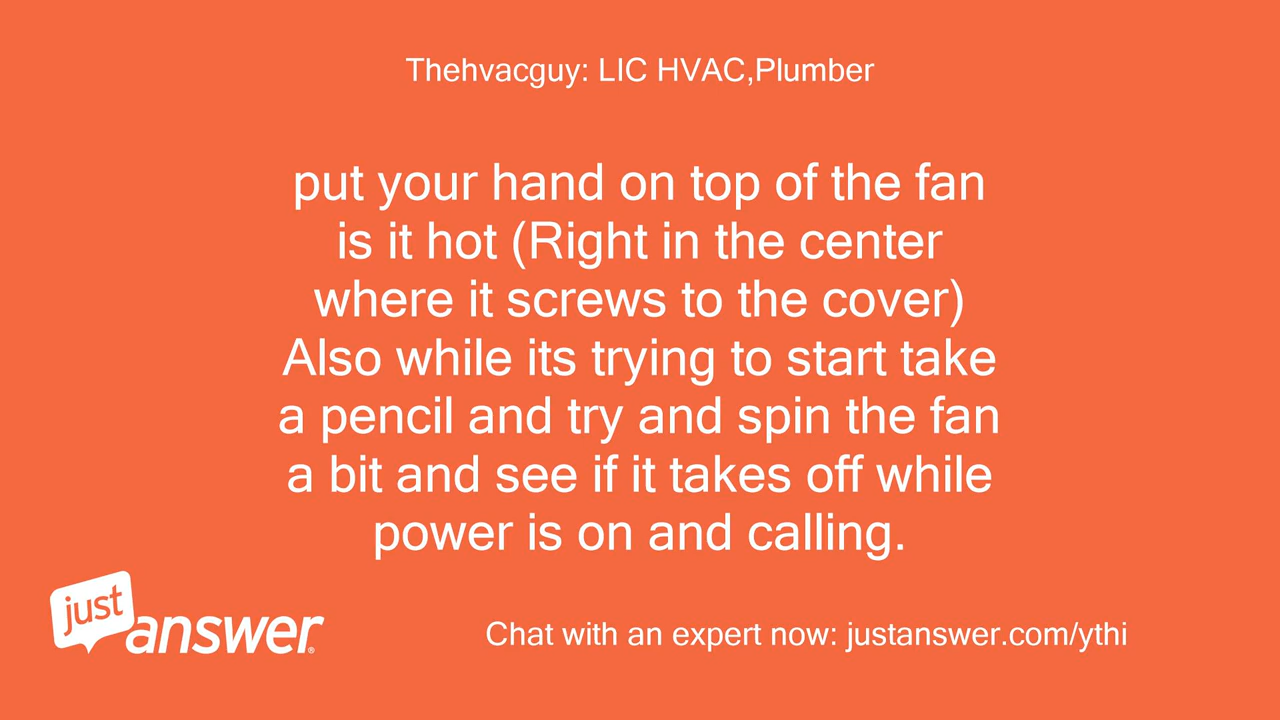 Thehvacguy: LIC HVAC,Plumber
put your hand on top of the fan
is it hot (Right in the center
where it screws to the cover)
Also while its trying to start take
a pencil and try and spin the fan
a bit and see if it takes off while
power is on and calling.
just
answer®
Chat with an expert now: justanswer.com/ythi